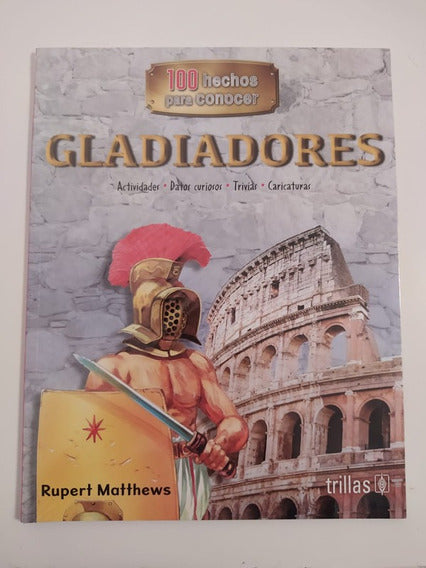 100 hechos
para conocer
GLADIADORES
Actividades • Datos curiosos • Trivias • Caricaturas
Rupert Matthews
trillas